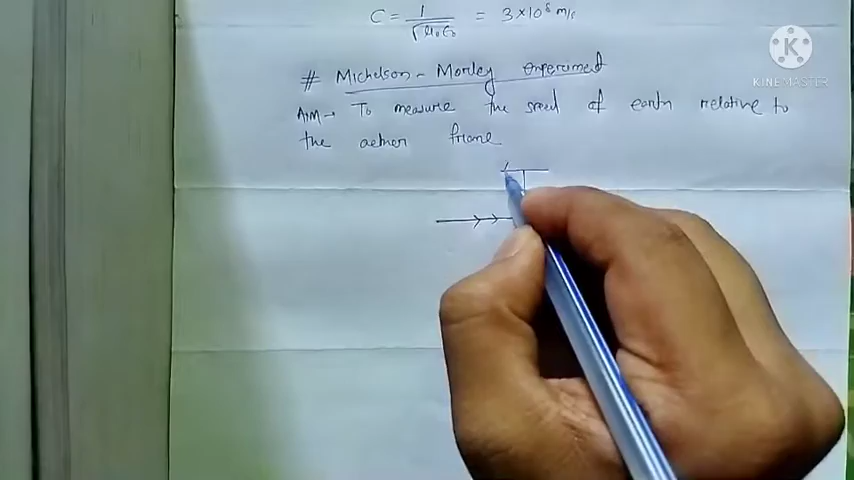 C = 1/√μ₀ε₀ = 3×10⁸ m/s
# Michelson - Morley experiment
AIM → To measure the speed of earth relative to
the aether frame
K
KINEMASTER